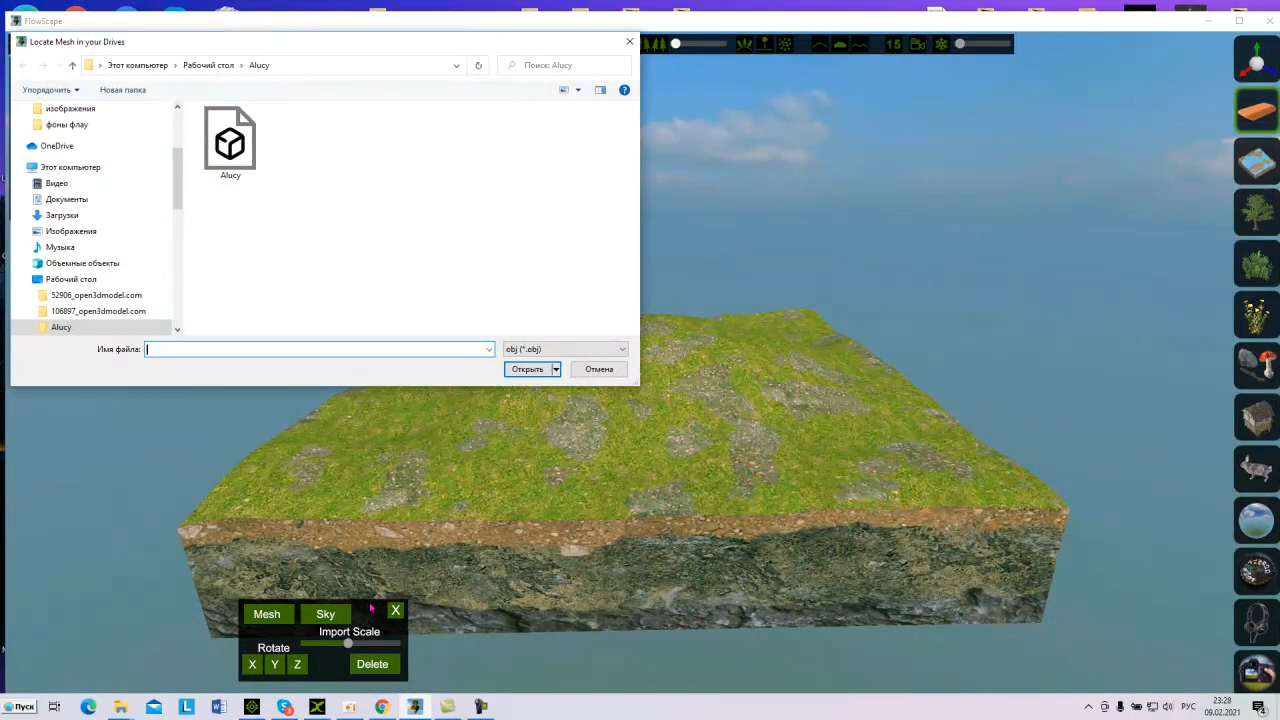 FlowScape
Locate Mesh in your Drives
Этот компьютер
Рабочий стол
Alucy
Поиск: Alucy
Упорядочить
Новая папка
изображения
фоны флау
OneDrive
Этот компьютер
Видео
Документы
Загрузки
Изображения
Музыка
Объемные объекты
Рабочий стол
52906_open3dmodel.com
106897_open3dmodel.com
Alucy
Alucy
Имя файла:
obj (*.obj)
Открыть
Отмена
15
Mesh
Sky
X
Import Scale
Rotate
X
Y
Z
Delete
Пуск
РУС
23:28
09.02.2021
4